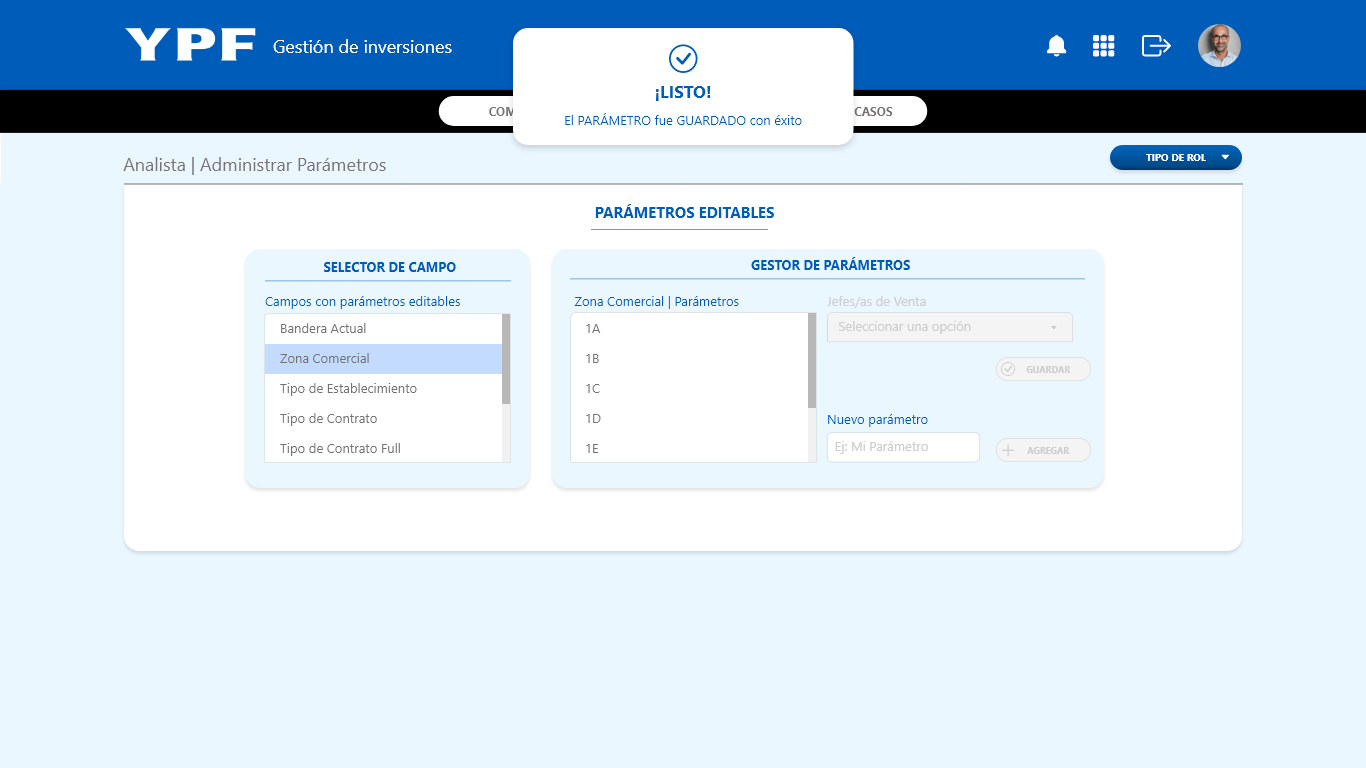 YPF Gestión de inversiones
¡LISTO!
El PARÁMETRO fue GUARDADO con éxito
COM
CASOS
Analista | Administrar Parámetros
TIPO DE ROL
PARÁMETROS EDITABLES
SELECTOR DE CAMPO
Campos con parámetros editables
Bandera Actual
Zona Comercial
Tipo de Establecimiento
Tipo de Contrato
Tipo de Contrato Full
GESTOR DE PARÁMETROS
Zona Comercial | Parámetros
1A
1B
1C
1D
1E
Jefes/as de Venta
Seleccionar una opción
GUARDAR
Nuevo parámetro
Ej: Mi Parámetro
AGREGAR